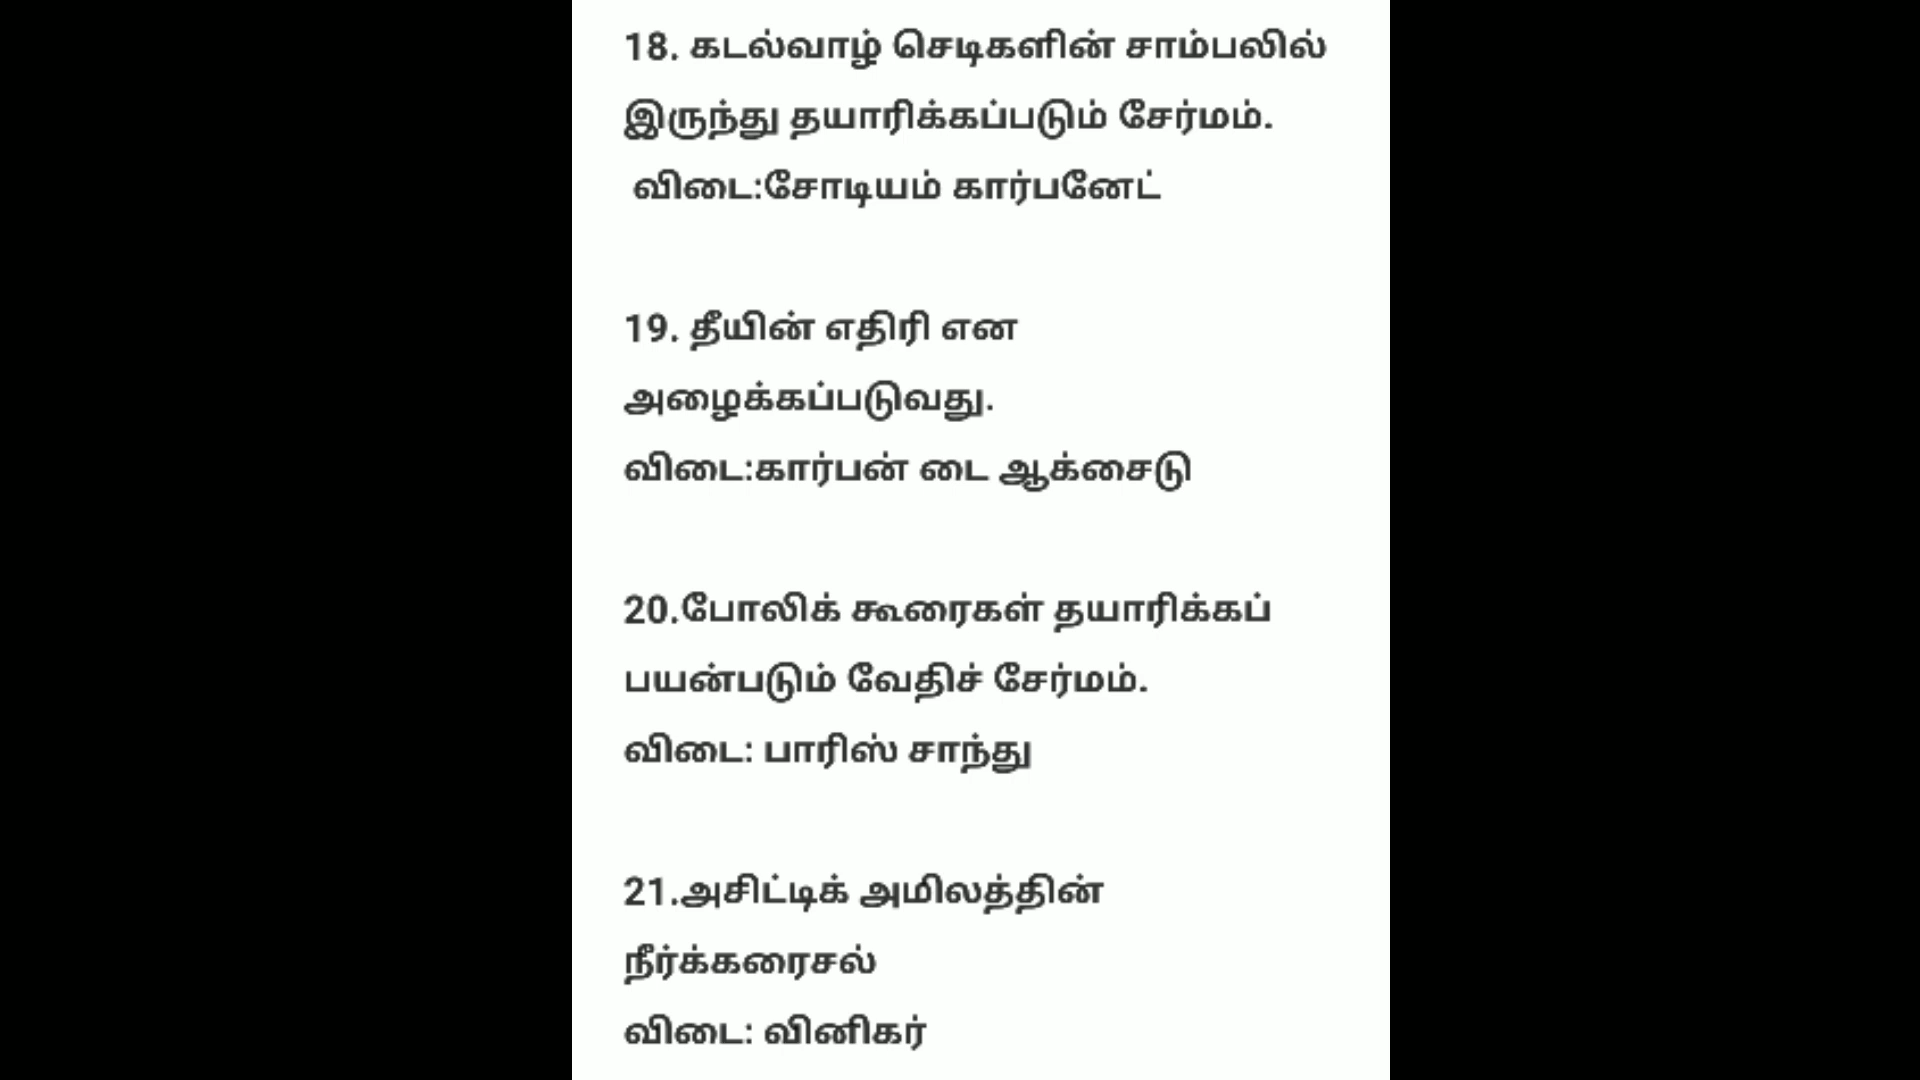 18. கடல்வாழ் செடிகளின் சாம்பலில்
இருந்து தயாரிக்கப்படும் சேர்மம்.
விடை:சோடியம் கார்பனேட்
19. தீயின் எதிரி என
அழைக்கப்படுவது.
விடை:கார்பன் டை ஆக்சைடு
20.போலிக் கூரைகள் தயாரிக்கப்
பயன்படும் வேதிச் சேர்மம்.
விடை: பாரிஸ் சாந்து
21.அசிட்டிக் அமிலத்தின்
நீர்க்கரைசல்
விடை: வினிகர்